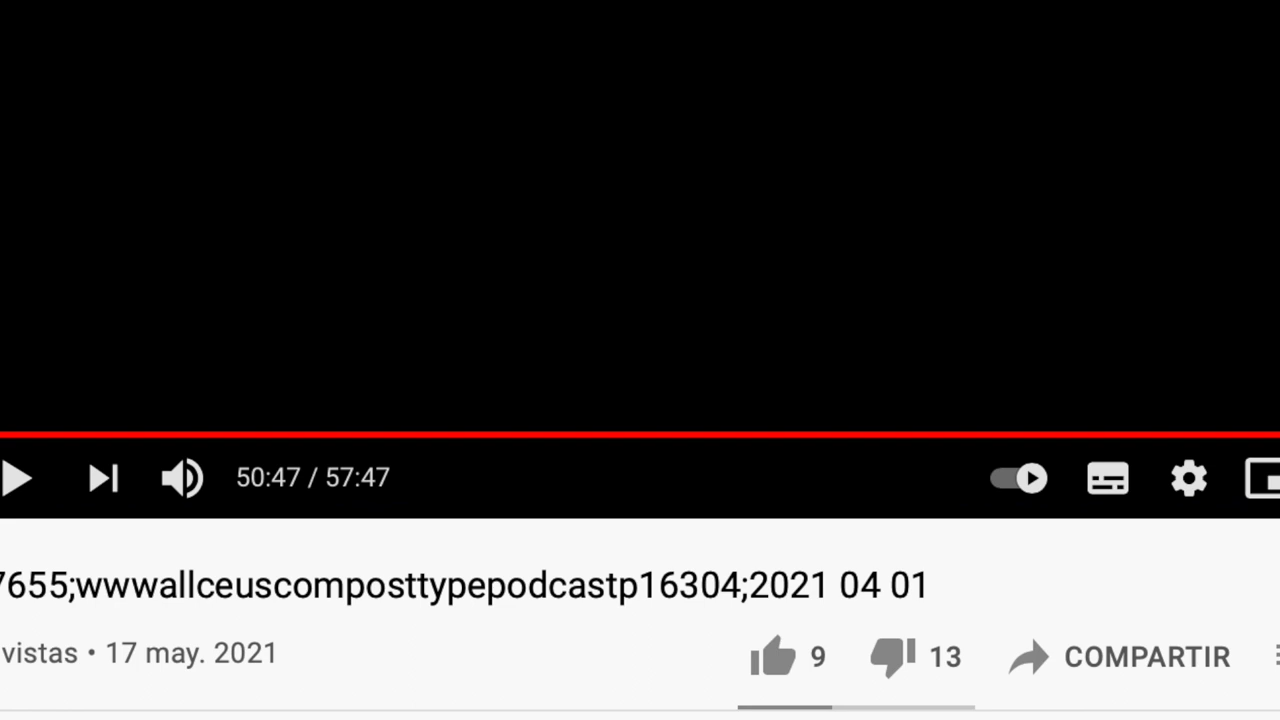 50:47 / 57:47
7655;wwwallceuscomposttypepodcastp16304;2021 04 01
vistas • 17 may. 2021
9
13
COMPARTIR